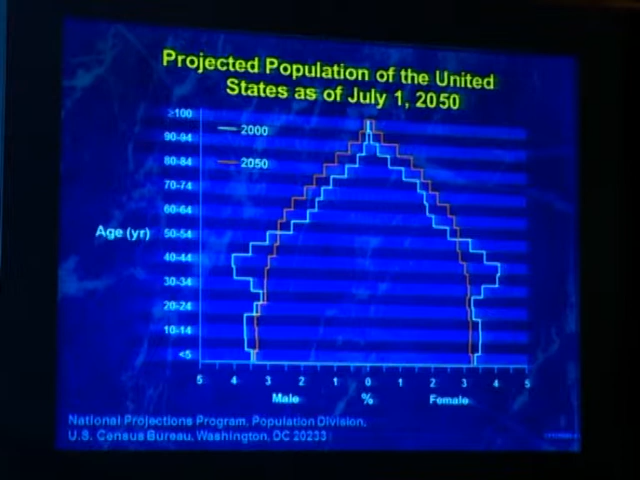 Projected Population of the United
States as of July 1, 2050
≥100
90-94
80-84
70-74
60-64
50-54
40-44
30-34
20-24
10-14
<5
Age (yr)
2000
2050
5 4 3 2 1 0 1 2 3 4 5
Male % Female
National Projections Program, Population Division,
U.S. Census Bureau, Washington, DC 20233